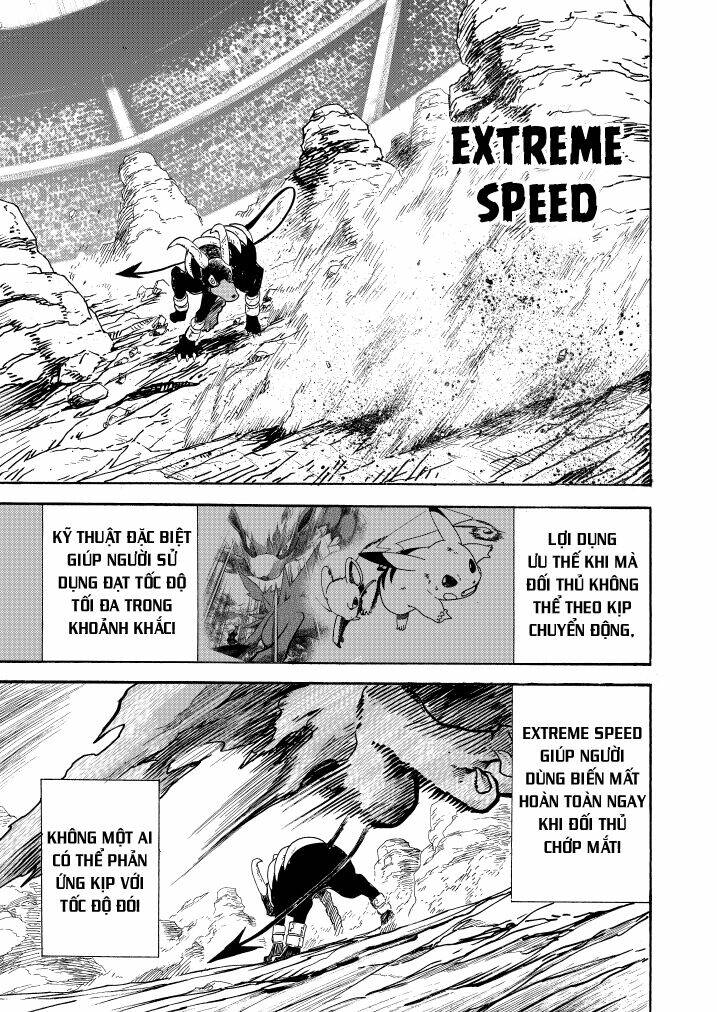 EXTREME
SPEED
LỢI DỤNG
ƯU THẾ KHI MÀ
ĐỐI THỦ KHÔNG
THỂ THEO KỊP
CHUYỂN ĐỘNG,
KỸ THUẬT ĐẶC BIỆT
GIÚP NGƯỜI SỬ
DỤNG ĐẠT TỐC ĐỘ
TỐI ĐA TRONG
KHOẢNH KHẮC!
EXTREME SPEED
GIÚP NGƯỜI
DÙNG BIẾN MẤT
HOÀN TOÀN NGAY
KHI ĐỐI THỦ
CHỚP MẮT!
KHÔNG MỘT AI
CÓ THỂ PHẢN
ỨNG KỊP VỚI
TỐC ĐỘ ĐÓ!